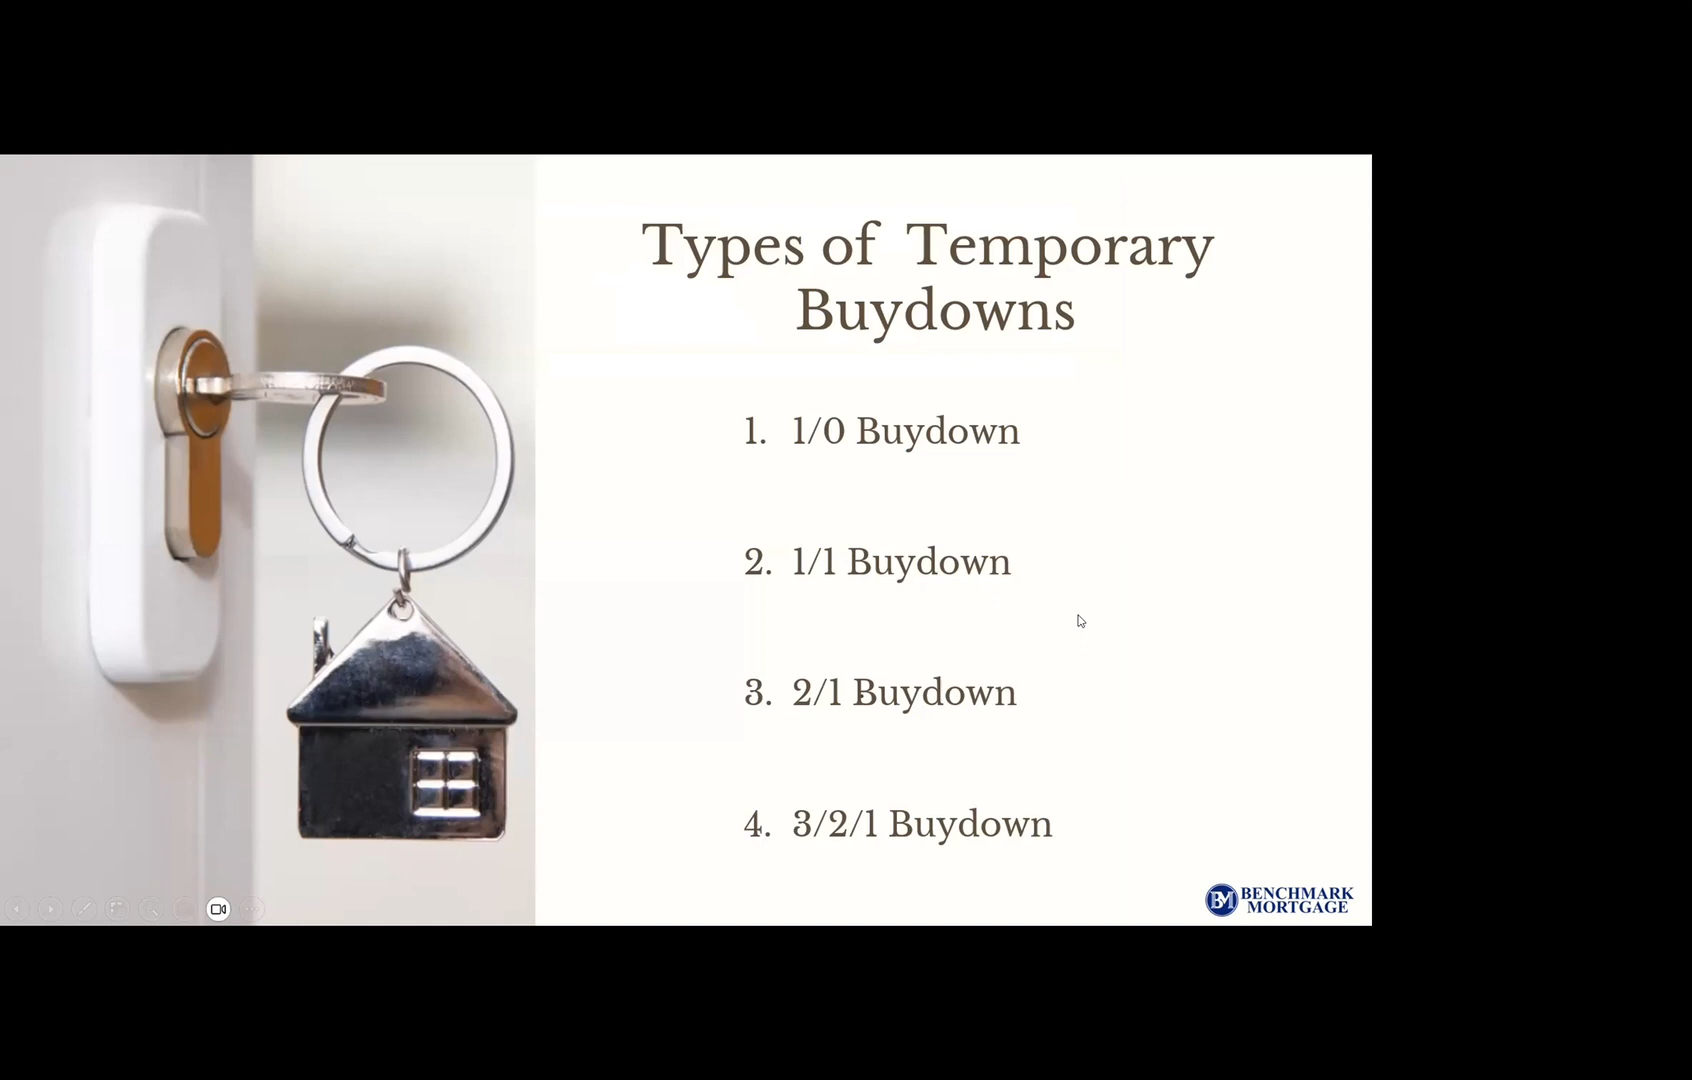 Types of Temporary
Buydowns
1. 1/0 Buydown
2. 1/1 Buydown
3. 2/1 Buydown
4. 3/2/1 Buydown
BM BENCHMARK
MORTGAGE